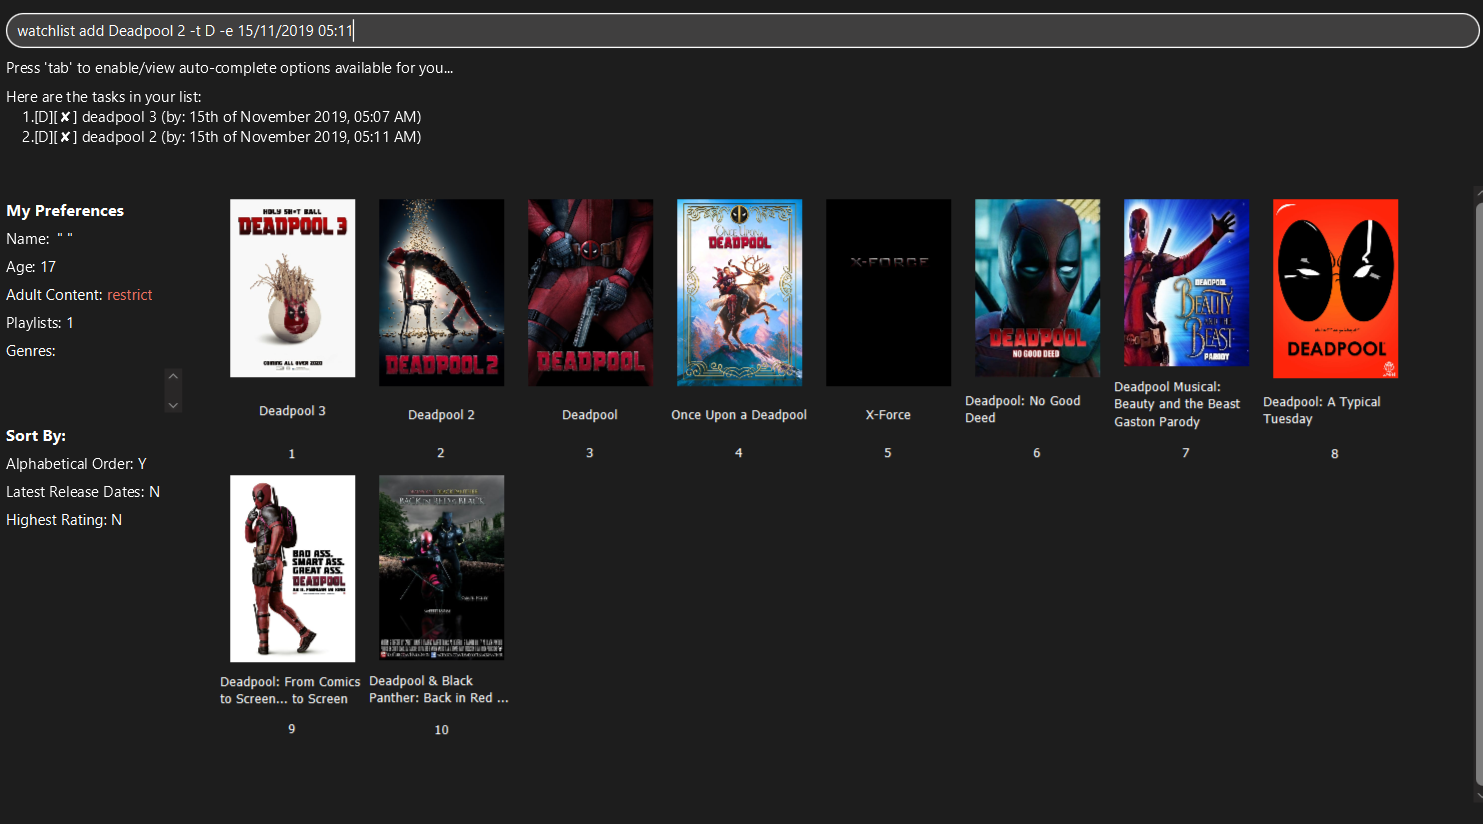 watchlist add Deadpool 2 -t D -e 15/11/2019 05:11
Press 'tab' to enable/view auto-complete options available for you...
Here are the tasks in your list:
1.[D][✘] deadpool 3 (by: 15th of November 2019, 05:07 AM)
2.[D][✘] deadpool 2 (by: 15th of November 2019, 05:11 AM)
My Preferences
Name: " "
Age: 17
Adult Content: restrict
Playlists: 1
Genres:
Sort By:
Alphabetical Order: Y
Latest Release Dates: N
Highest Rating: N
HOLY SH*T BALL
DEADPOOL 3
COMING ALL OVER 2020
Deadpool 3
1
DEADPOOL 2
Deadpool 2
2
DEADPOOL
Deadpool
3
ONCE UPON A
DEADPOOL
Once Upon a Deadpool
4
X-FORCE
X-Force
5
DEADPOOL
NO GOOD DEED
Deadpool: No Good
Deed
6
DEADPOOL
BEAUTY
AND THE
BEAST
PARODY
Deadpool Musical:
Beauty and the Beast
Gaston Parody
7
DEADPOOL
Deadpool: A Typical
Tuesday
8
BAD ASS.
SMART ASS.
GREAT ASS.
DEADPOOL
Deadpool: From Comics
to Screen... to Screen
9
BACK IN RED & BLACK
Deadpool & Black
Panther: Back in Red ...
10